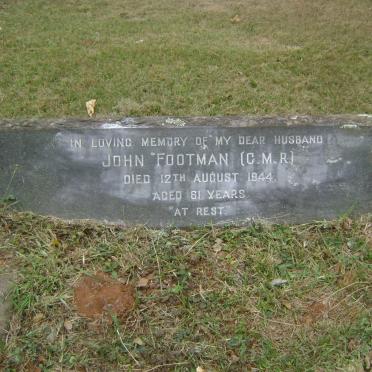 IN LOVING MEMORY OF MY DEAR HUSBAND
JOHN FOOTMAN (C.M.R)
DIED 12TH AUGUST 1944.
AGED 61 YEARS
AT REST.